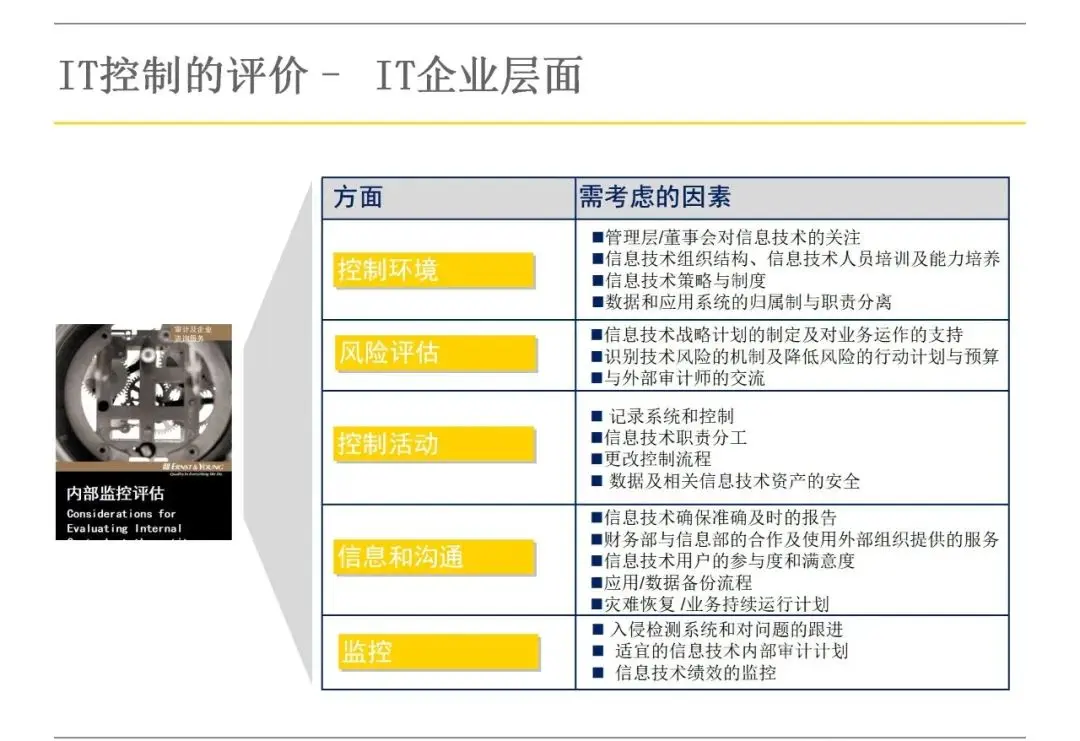 IT控制的评价 - IT企业层面
方面
需考虑的因素
控制环境
■管理层/董事会对信息技术的关注
■信息技术组织结构、信息技术人员培训及能力培养
■信息技术策略与制度
■数据和应用系统的归属制与职责分离
风险评估
■信息技术战略计划的制定及对业务运作的支持
■识别技术风险的机制及降低风险的行动计划与预算
■与外部审计师的交流
控制活动
■ 记录系统和控制
■信息技术职责分工
■更改控制流程
■ 数据及相关信息技术资产的安全
信息和沟通
■信息技术确保准确及时的报告
■财务部与信息部的合作及使用外部组织提供的服务
■信息技术用户的参与度和满意度
■应用/数据备份流程
■灾难恢复 /业务持续运行计划
监控
■ 入侵检测系统和对问题的跟进
■ 适宜的信息技术内部审计计划
■ 信息技术绩效的监控
审计及企业
咨询服务
ERNST & YOUNG
Quality In Everything We Do
内部监控评估
Considerations for
Evaluating Internal